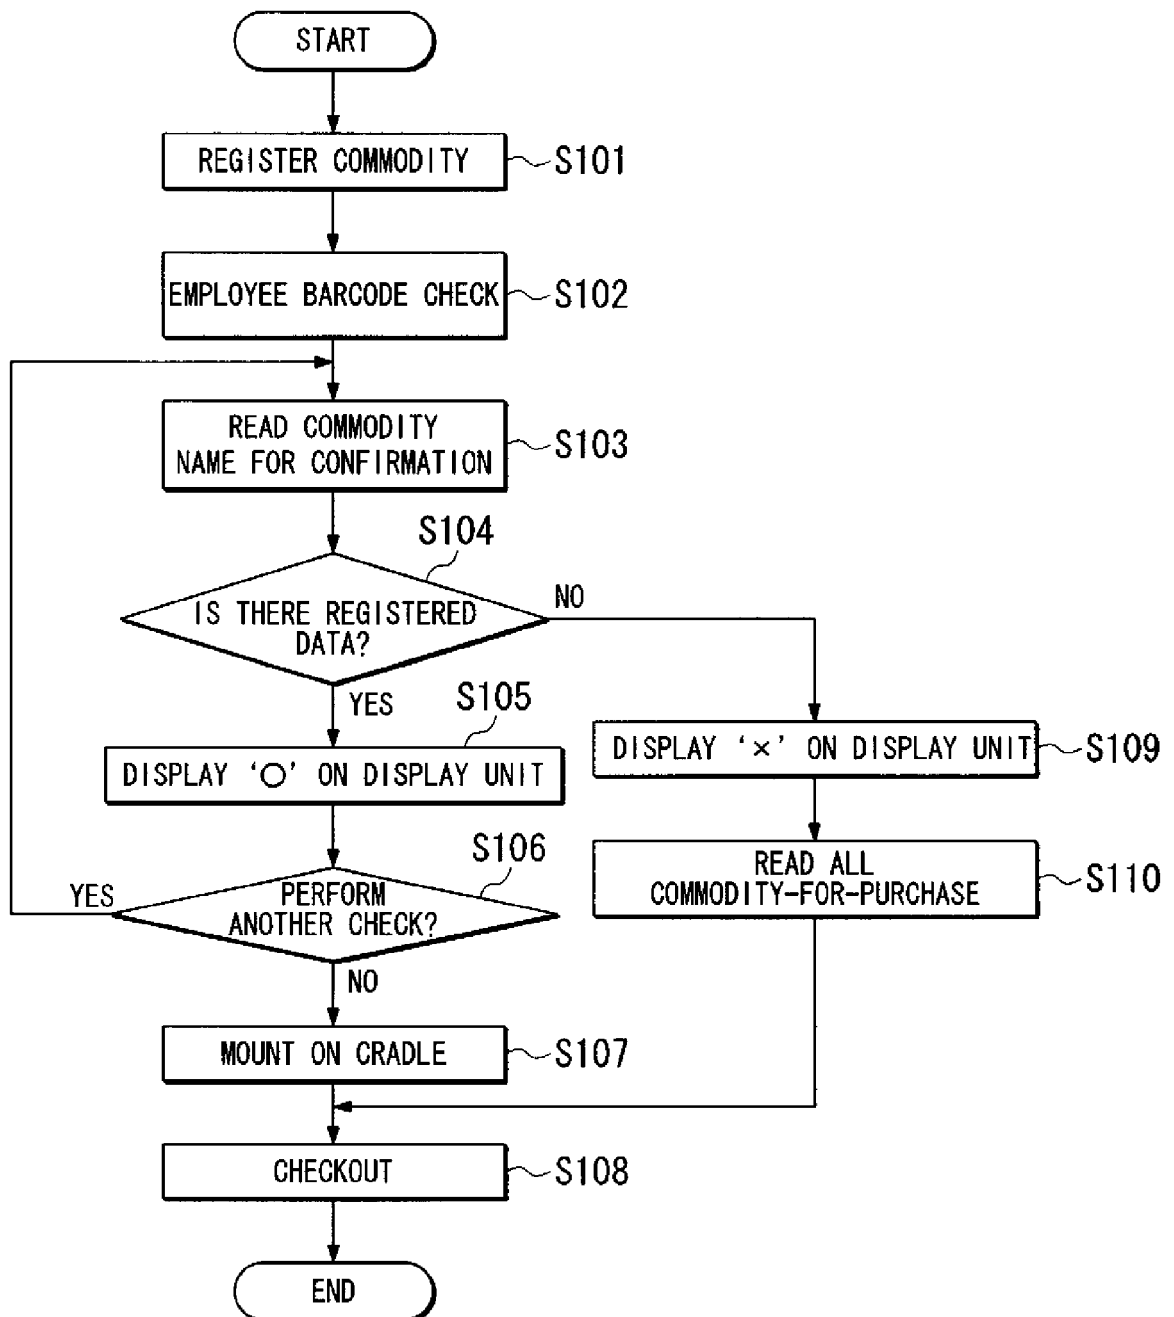 START
REGISTER COMMODITY
S101
EMPLOYEE BARCODE CHECK
S102
READ COMMODITY
NAME FOR CONFIRMATION
S103
S104
IS THERE REGISTERED
DATA?
NO
YES
S105
DISPLAY ‘○’ ON DISPLAY UNIT
DISPLAY ‘×’ ON DISPLAY UNIT
S109
S106
PERFORM
ANOTHER CHECK?
YES
NO
READ ALL
COMMODITY-FOR-PURCHASE
S110
MOUNT ON CRADLE
S107
CHECKOUT
S108
END